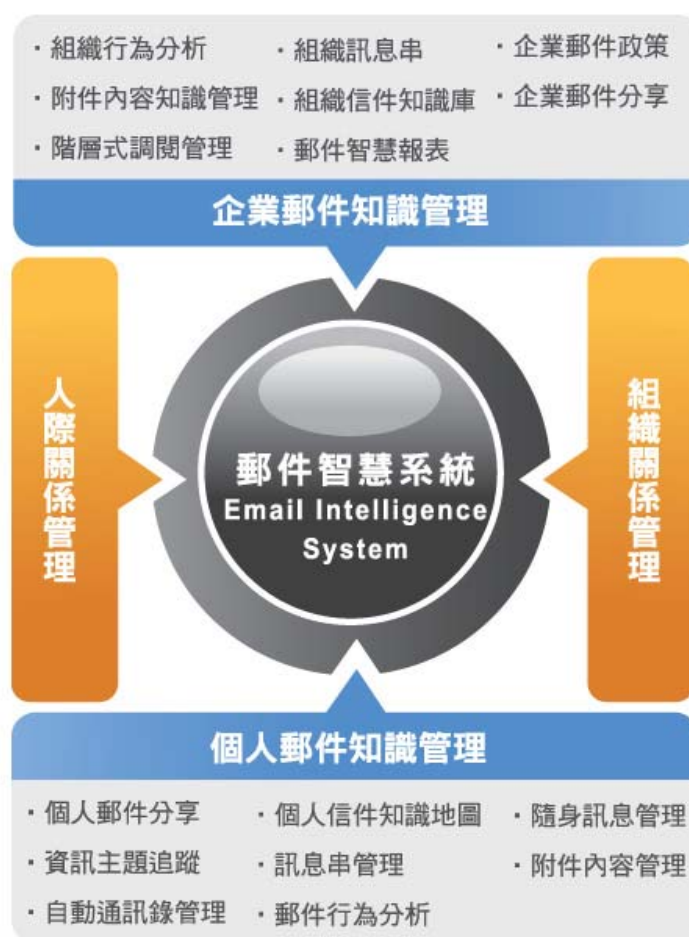 · 組織行為分析 · 組織訊息串 · 企業郵件政策
· 附件內容知識管理 · 組織信件知識庫 · 企業郵件分享
· 階層式調閱管理 · 郵件智慧報表
企業郵件知識管理
人際關係管理
郵件智慧系統
Email Intelligence
System
組織關係管理
個人郵件知識管理
· 個人郵件分享 · 個人信件知識地圖 · 隨身訊息管理
· 資訊主題追蹤 · 訊息串管理 · 附件內容管理
· 自動通訊錄管理 · 郵件行為分析